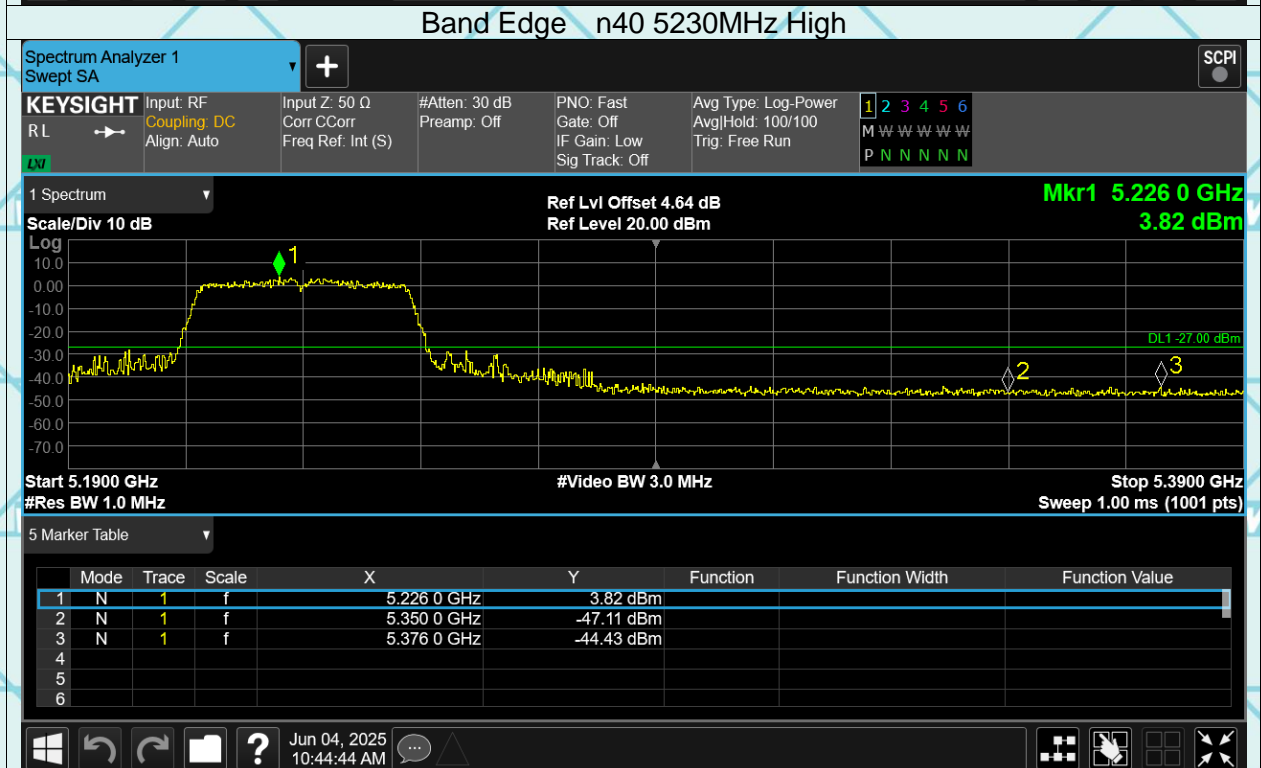 Band Edge n40 5230MHz High
Spectrum Analyzer 1
Swept SA
+
SCPI
KEYSIGHT
RL
LXI
Input: RF
Coupling: DC
Align: Auto
Input Z: 50 Ω
Corr CCorr
Freq Ref: Int (S)
#Atten: 30 dB
Preamp: Off
PNO: Fast
Gate: Off
IF Gain: Low
Sig Track: Off
Avg Type: Log-Power
Avg|Hold: 100/100
Trig: Free Run
1 2 3 4 5 6
M W W W W W
P N N N N N
1 Spectrum
Scale/Div 10 dB
Ref Lvl Offset 4.64 dB
Ref Level 20.00 dBm
Mkr1 5.226 0 GHz
3.82 dBm
Log
10.0
0.00
-10.0
-20.0
-30.0
-40.0
-50.0
-60.0
-70.0
1
DL1 -27.00 dBm
2
3
Start 5.1900 GHz
#Video BW 3.0 MHz
Stop 5.3900 GHz
#Res BW 1.0 MHz
Sweep 1.00 ms (1001 pts)
5 Marker Table
Mode Trace Scale X Y Function Function Width Function Value
1 N 1 f 5.226 0 GHz 3.82 dBm
2 N 1 f 5.350 0 GHz -47.11 dBm
3 N 1 f 5.376 0 GHz -44.43 dBm
4
5
6
?
Jun 04, 2025
10:44:44 AM